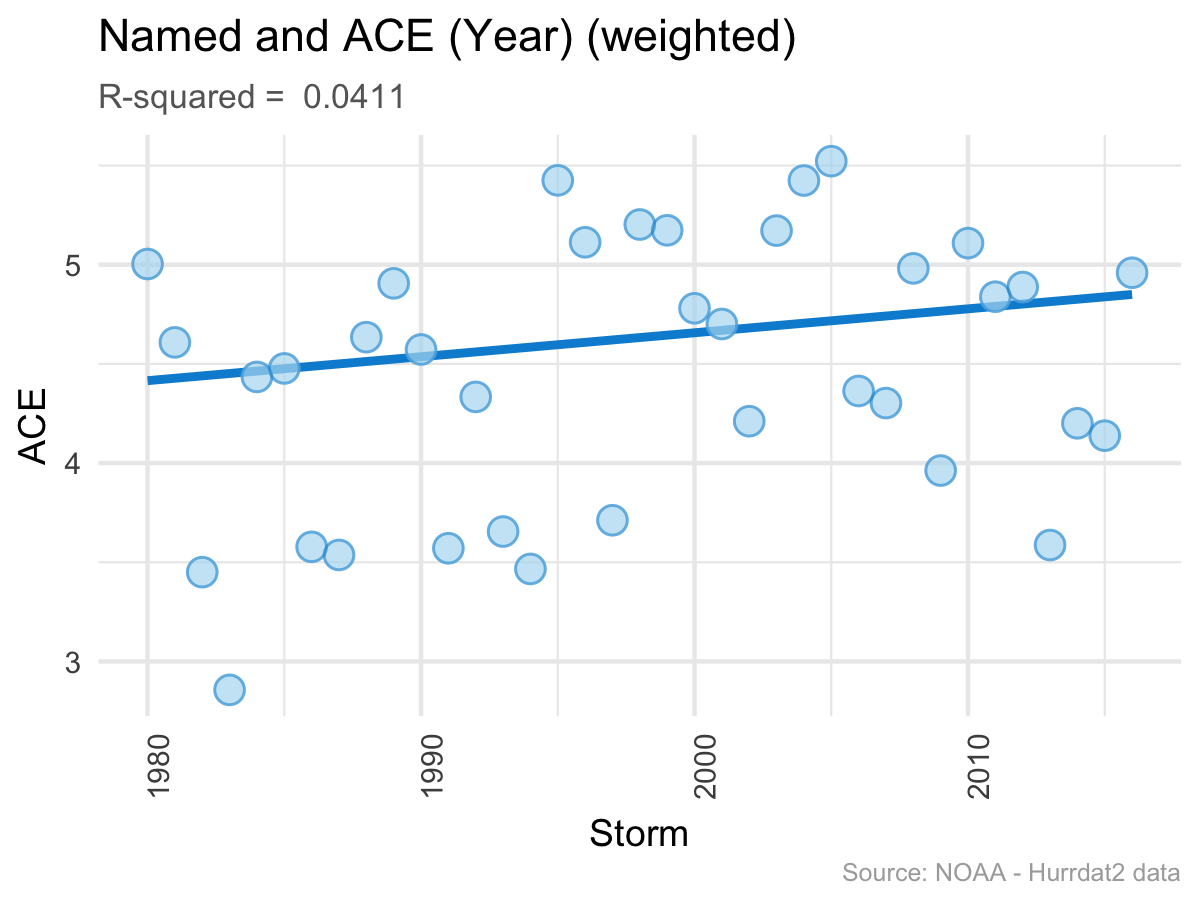 Named and ACE (Year) (weighted)
R-squared =  0.0411
ACE
5
4
3
1980
1990
2000
2010
Storm
Source: NOAA - Hurrdat2 data